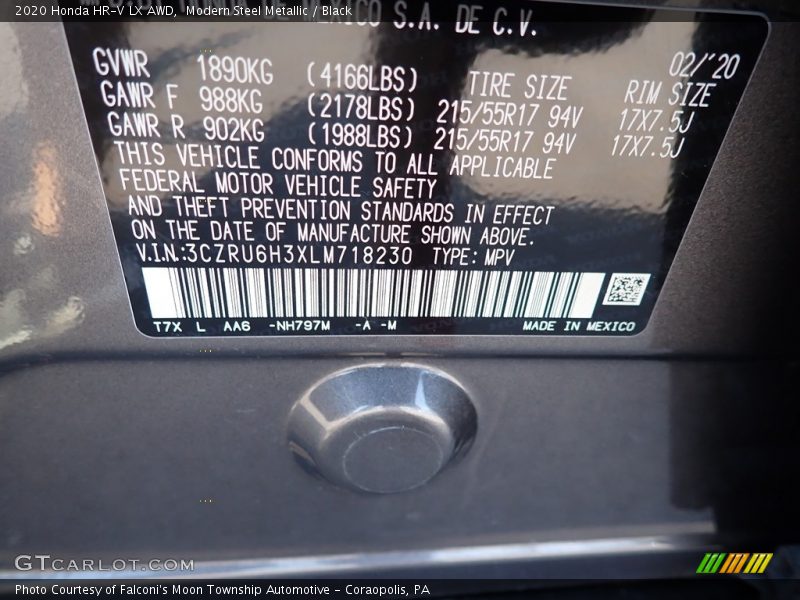 2020 Honda HR-V LX AWD, Modern Steel Metallic / Black
DE MEXICO S.A. DE C.V.
02/'20
GVWR 1890KG (4166LBS) TIRE SIZE RIM SIZE
GAWR F 988KG (2178LBS) 215/55R17 94V 17X7.5J
GAWR R 902KG (1988LBS) 215/55R17 94V 17X7.5J
THIS VEHICLE CONFORMS TO ALL APPLICABLE
FEDERAL MOTOR VEHICLE SAFETY
AND THEFT PREVENTION STANDARDS IN EFFECT
ON THE DATE OF MANUFACTURE SHOWN ABOVE.
V.I.N:3CZRU6H3XLM718230 TYPE: MPV
T7X L AA6 -NH797M -A -M MADE IN MEXICO
GTCARLOT.COM
Photo Courtesy of Falconi's Moon Township Automotive - Coraopolis, PA